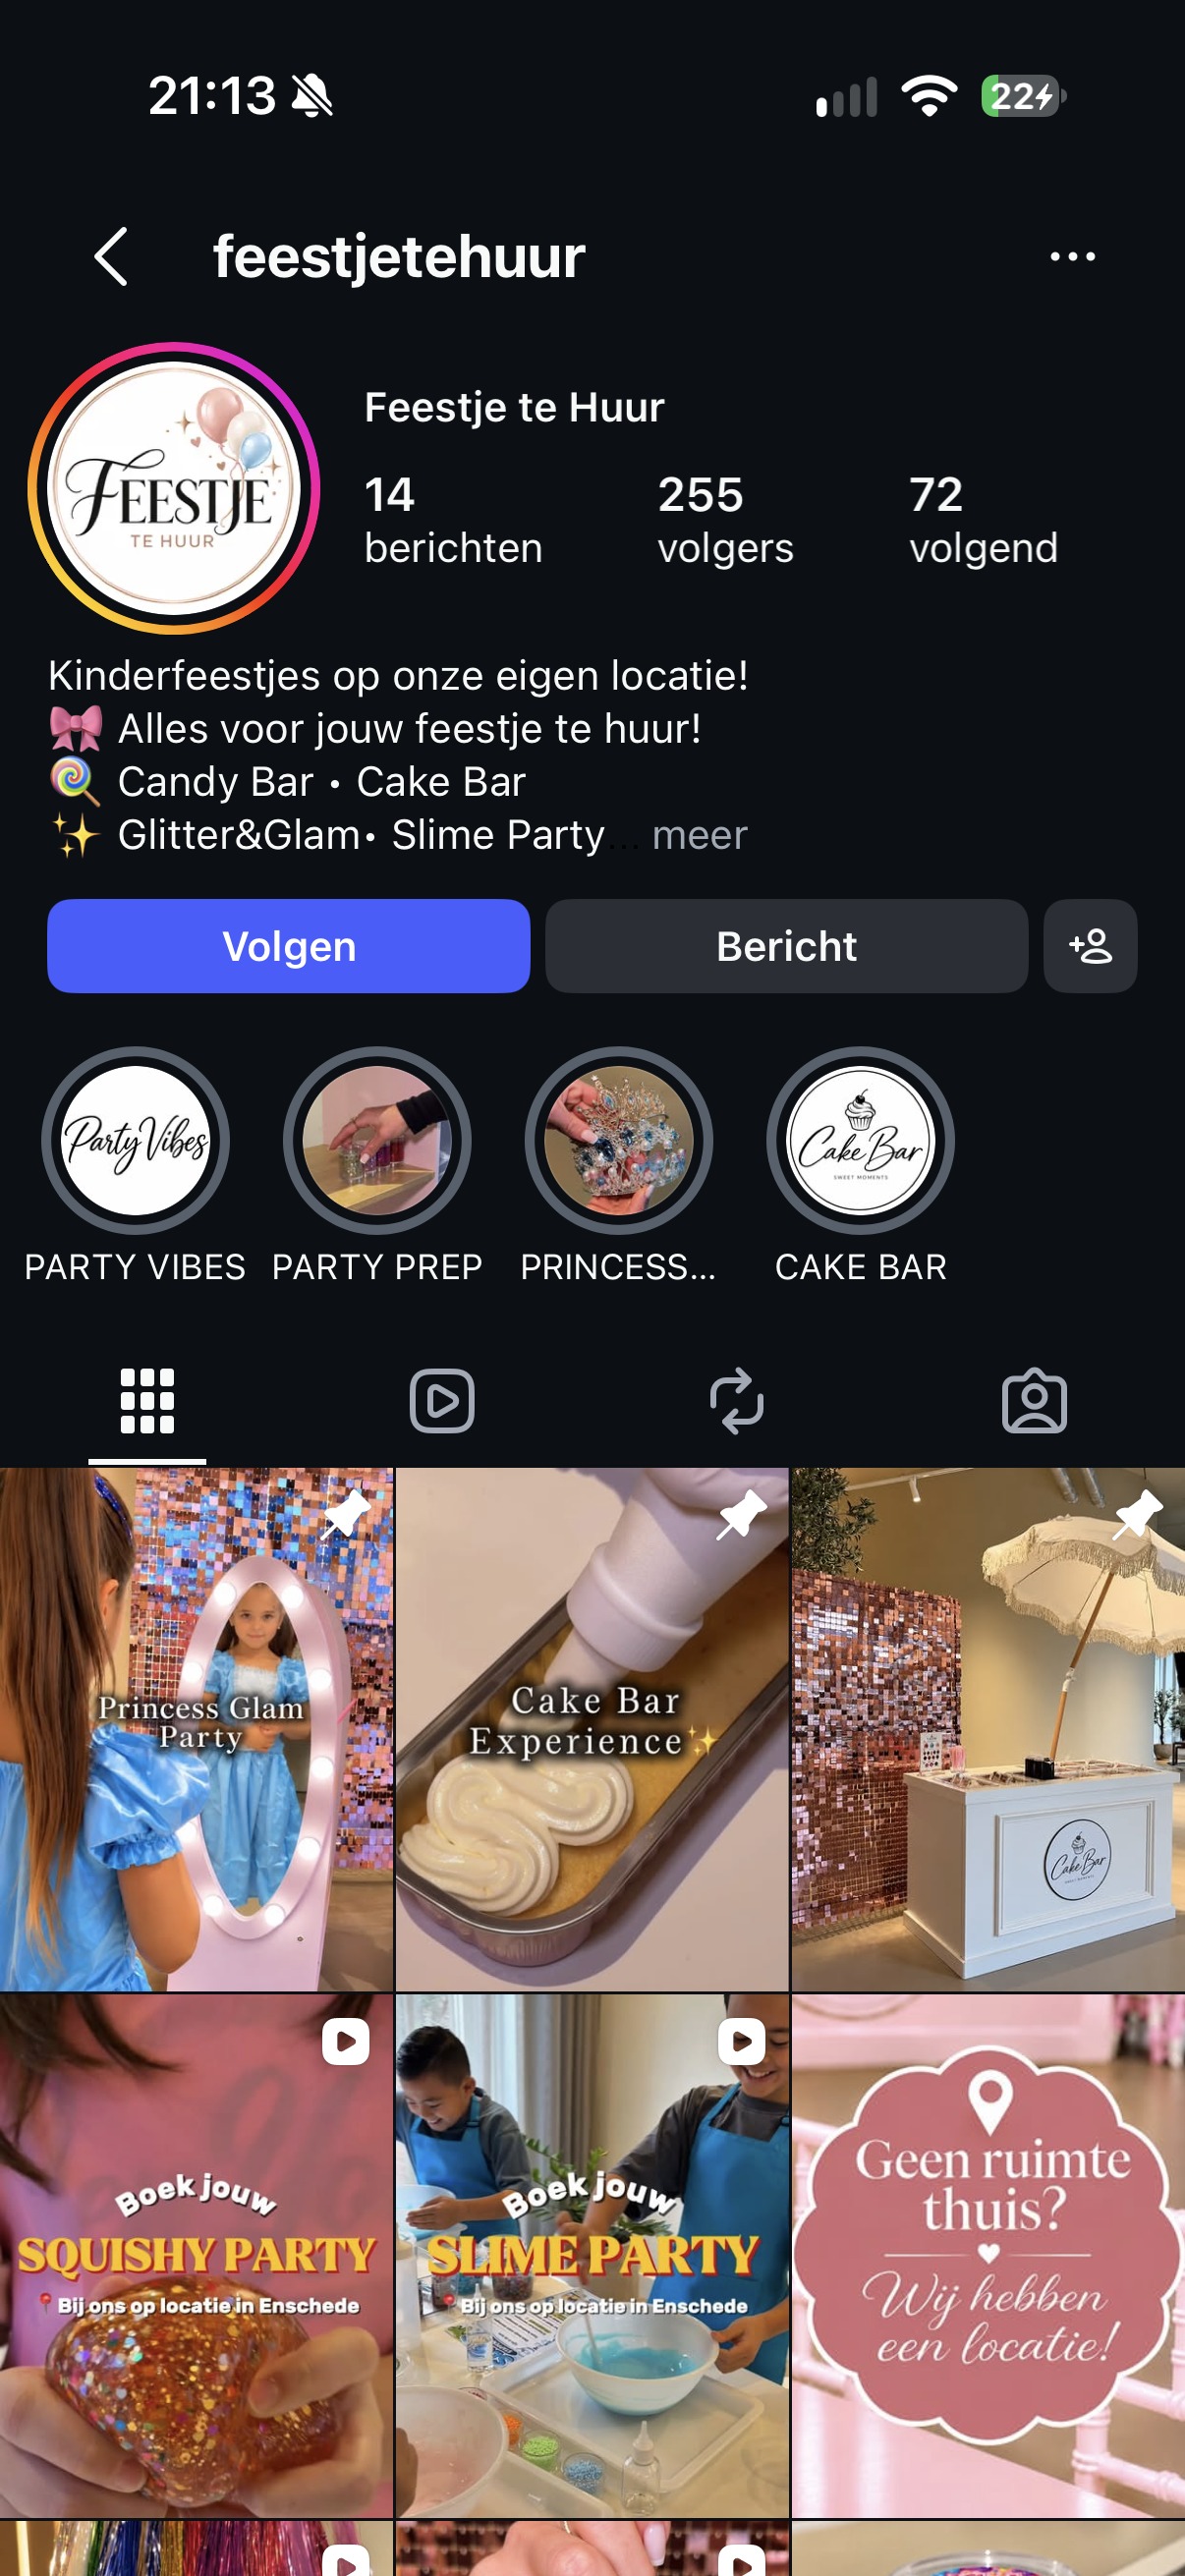 21:13
22
feestjetehuur
FEESTJE
TE HUUR
Feestje te Huur
14 berichten
255 volgers
72 volgend
Kinderfeestjes op onze eigen locatie!
🎀 Alles voor jouw feestje te huur!
🍭 Candy Bar • Cake Bar
✨ Glitter&Glam• Slime Party... meer
Volgen
Bericht
Party Vibes
Cake Bar
SWEET MOMENTS
PARTY VIBES
PARTY PREP
PRINCESS...
CAKE BAR
Princess Glam
Party
Cake Bar
Experience✨
Cake Bar
Boek jouw
SQUISHY PARTY
📍Bij ons op locatie in Enschede
Boek jouw
SLIME PARTY
📍Bij ons op locatie in Enschede
Geen ruimte
thuis?
Wij hebben
een locatie!